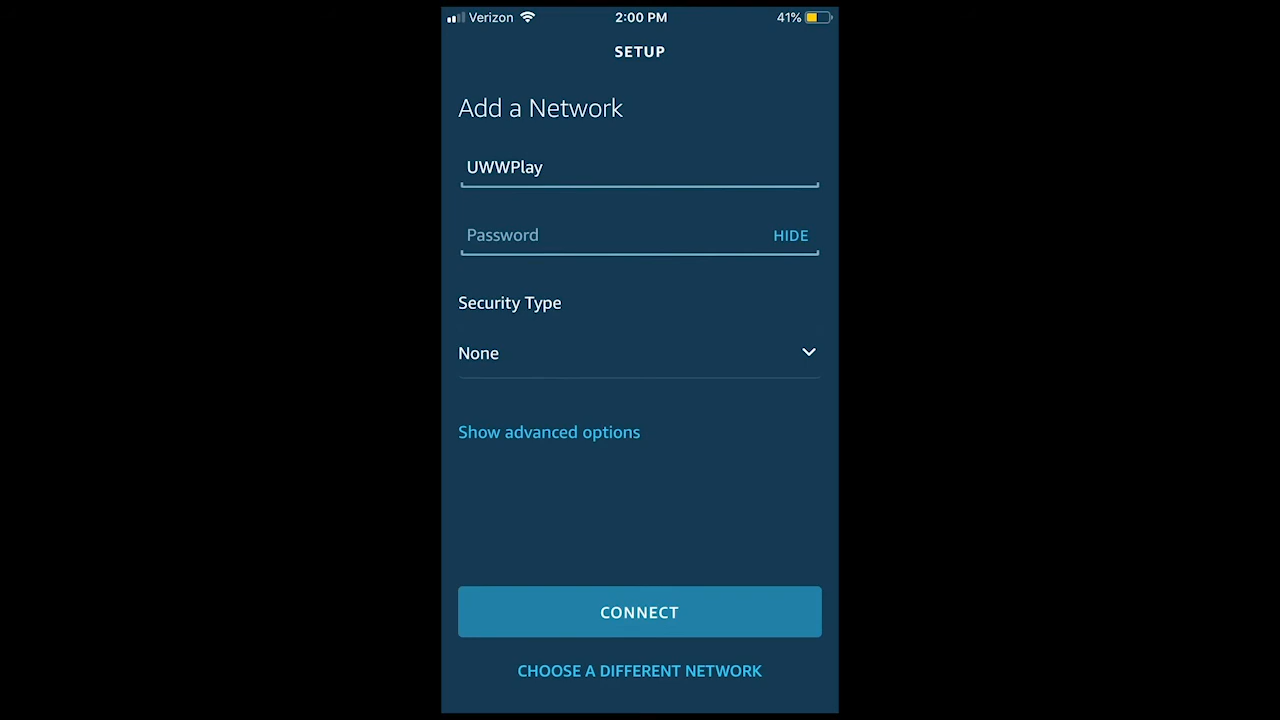 Verizon 2:00 PM 41%
SETUP
Add a Network
UWWPlay
Password HIDE
Security Type
None
Show advanced options
CONNECT
CHOOSE A DIFFERENT NETWORK